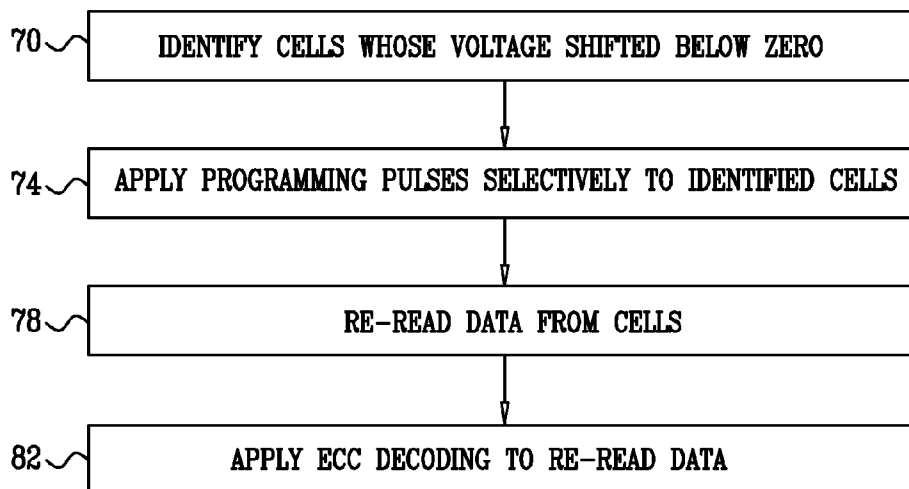 70 IDENTIFY CELLS WHOSE VOLTAGE SHIFTED BELOW ZERO
74 APPLY PROGRAMMING PULSES SELECTIVELY TO IDENTIFIED CELLS
78 RE-READ DATA FROM CELLS
82 APPLY ECC DECODING TO RE-READ DATA